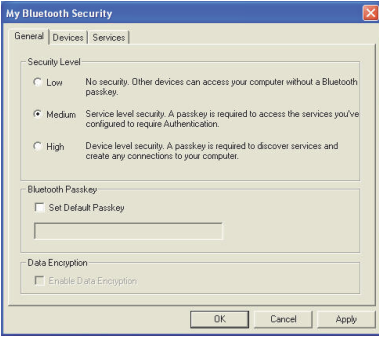 My Bluetooth Security
General Devices Services
Security Level
Low No security. Other devices can access your computer without a Bluetooth
passkey.
Medium Service level security. A passkey is required to access the services you've
configured to require Authentication.
High Device level security. A passkey is required to discover services and
create any connections to your computer.
Bluetooth Passkey
Set Default Passkey
Data Encryption
Enable Data Encryption
OK Cancel Apply